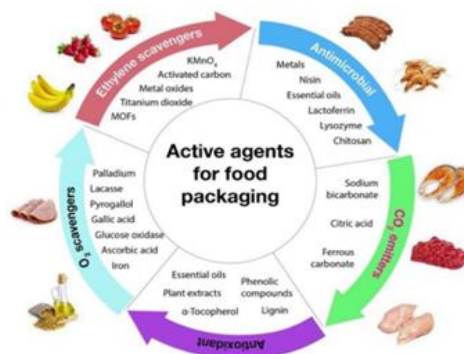 Active agents
for food
packaging
Ethylene scavengers
KMnO₄
Activated carbon
Metal oxides
Titanium dioxide
MOFs
Antimicrobial
Metals
Nisin
Essential oils
Lactoferrin
Lysozyme
Chitosan
CO₂ emitters
Sodium
bicarbonate
Citric acid
Ferrous
carbonate
Antioxidant
Essential oils
Plant extracts
α-Tocopherol
Phenolic
compounds
Lignin
O₂ scavengers
Palladium
Lacasse
Pyrogallol
Gallic acid
Glucose oxidase
Ascorbic acid
Iron